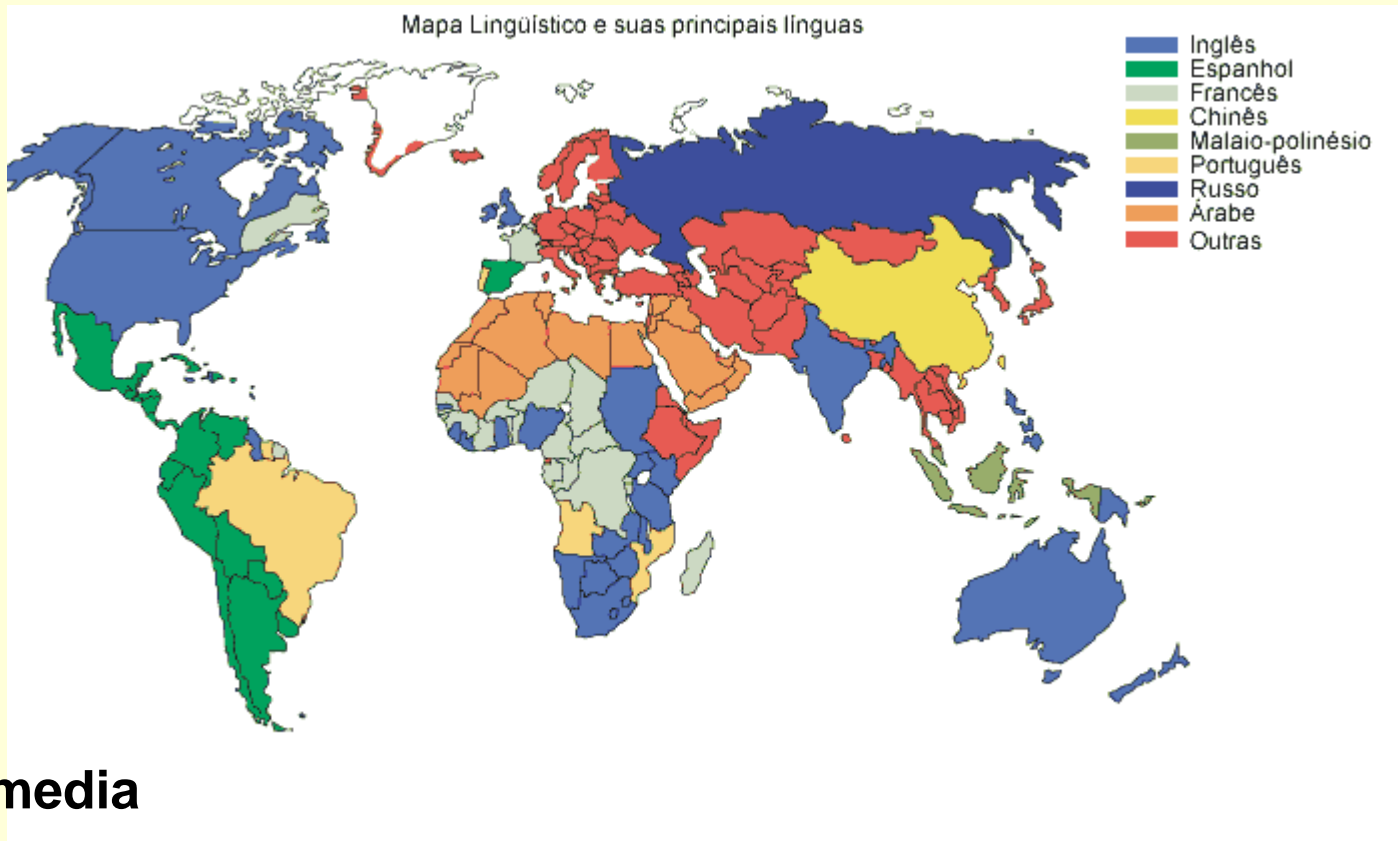 Mapa Lingüístico e suas principais línguas
Inglês
Espanhol
Francês
Chinês
Malaio-polinésio
Português
Russo
Árabe
Outras
media